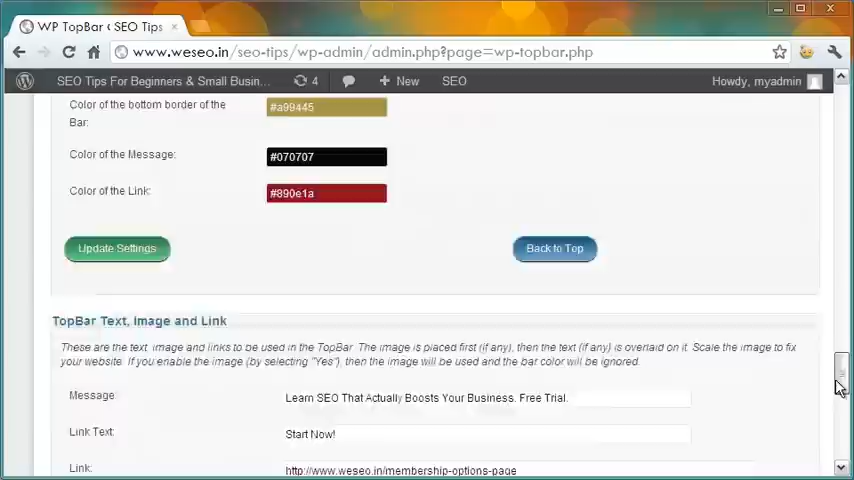 WP TopBar ‹ SEO Tips
www.weseo.in/seo-tips/wp-admin/admin.php?page=wp-topbar.php
SEO Tips For Beginners & Small Busin... 4 New SEO Howdy, myadmin
Color of the bottom border of the
Bar:
#a99445
Color of the Message:
#070707
Color of the Link:
#890e1a
Update Settings
Back to Top
TopBar Text, Image and Link
These are the text, image and links to be used in the TopBar. The image is placed first (if any), then the text (if any) is overlaid on it. Scale the image to fix
your website. If you enable the image (by selecting "Yes"), then the image will be used and the bar color will be ignored.
Message:
Learn SEO That Actually Boosts Your Business. Free Trial.
Link Text:
Start Now!
Link:
http://www.weseo.in/membership-options-page